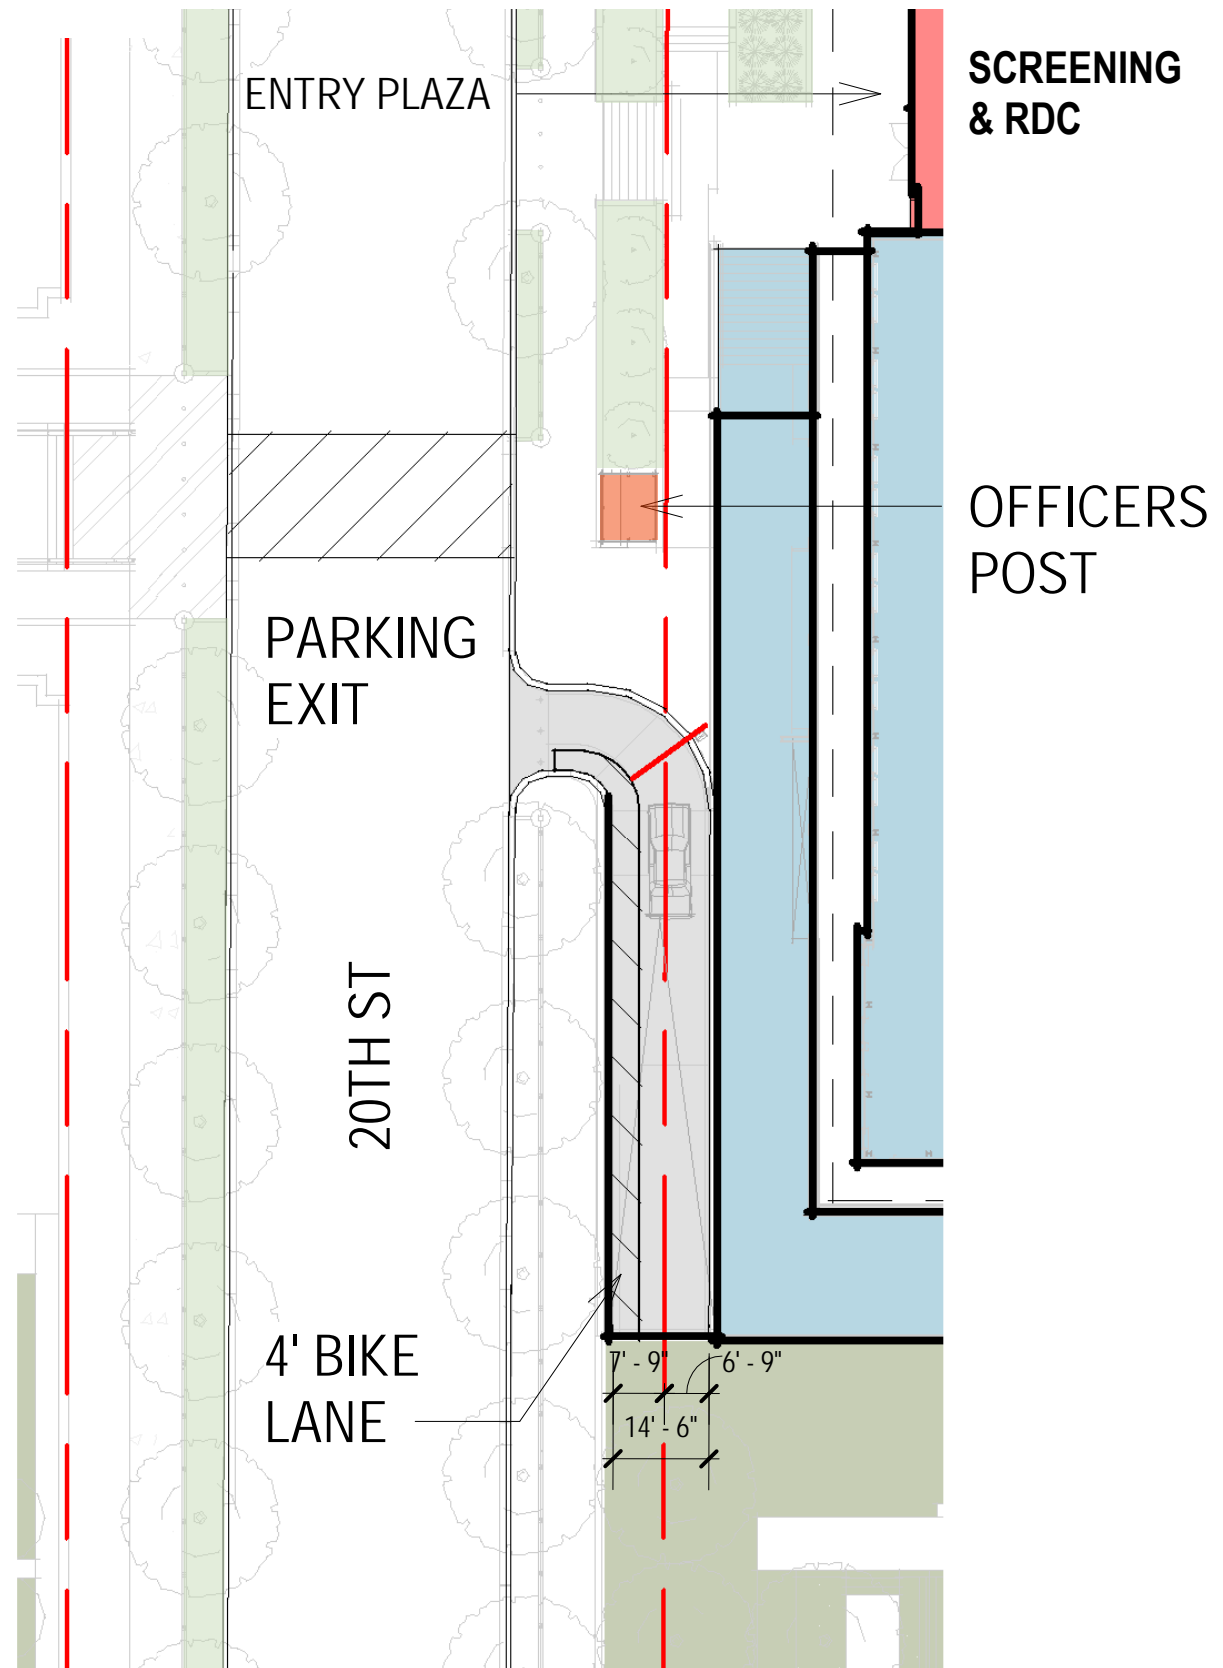 ENTRY PLAZA
SCREENING
& RDC
OFFICERS
POST
PARKING
EXIT
20TH ST
4' BIKE
LANE
7' - 9"
6' - 9"
14' - 6"